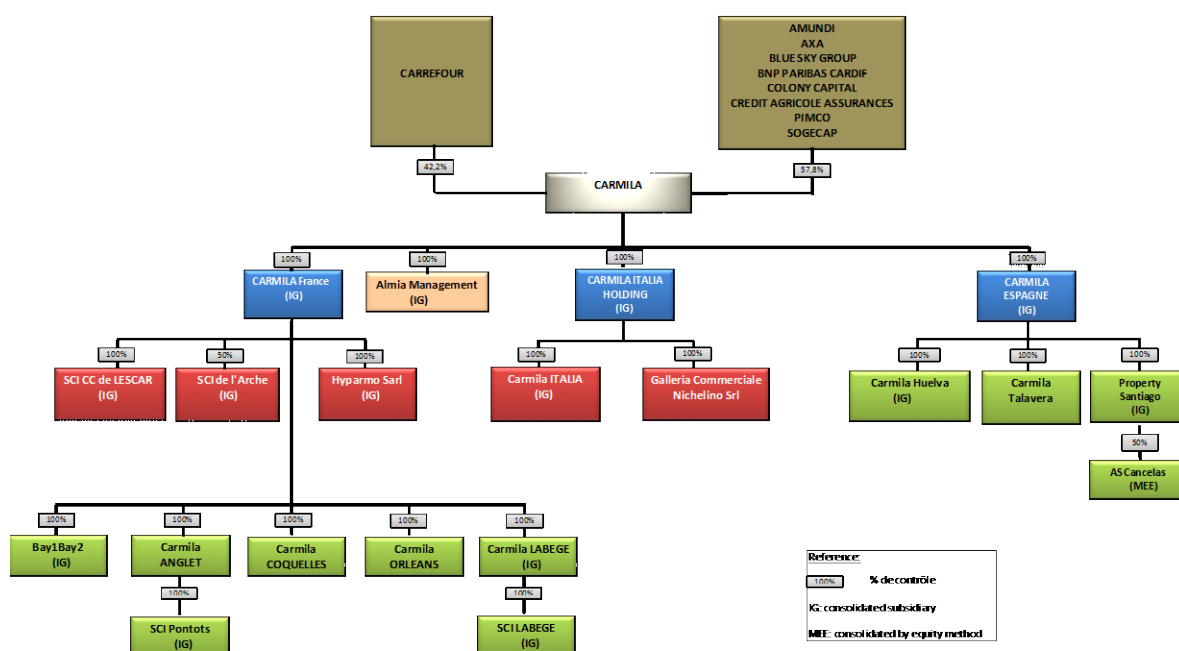 CARREFOUR
AMUNDI
AXA
BLUE SKY GROUP
BNP PARIBAS CARDIF
COLONY CAPITAL
CREDIT AGRICOLE ASSURANCES
PIMCO
SOGECAP
42,2%
57,8%
CARMILA
100%
100%
100%
100%
CARMILA France
(IG)
Almia Management
(IG)
CARMILA ITALIA
HOLDING
(IG)
CARMILA
ESPAGNE
(IG)
100%
50%
100%
100%
100%
100%
100%
100%
SCI CC de LESCAR
(IG)
SCI de l'Arche
(IG)
Hyparmo Sarl
(IG)
Carmila ITALIA
(IG)
Galleria Commerciale
Nichelino Srl
Carmila Huelva
(IG)
Carmila
Talavera
Property
Santiago
(IG)
50%
AS Cancelas
(MEE)
100%
100%
100%
100%
100%
Bay1Bay2
(IG)
Carmila
ANGLET
Carmila
COQUELLES
Carmila
ORLEANS
Carmila LABEGE
(IG)
100%
100%
SCI Pontots
(IG)
SCI LABEGE
(IG)
Reference:
100% % de contrôle
IG: consolidated subsidiary
MEE: consolidated by equity method